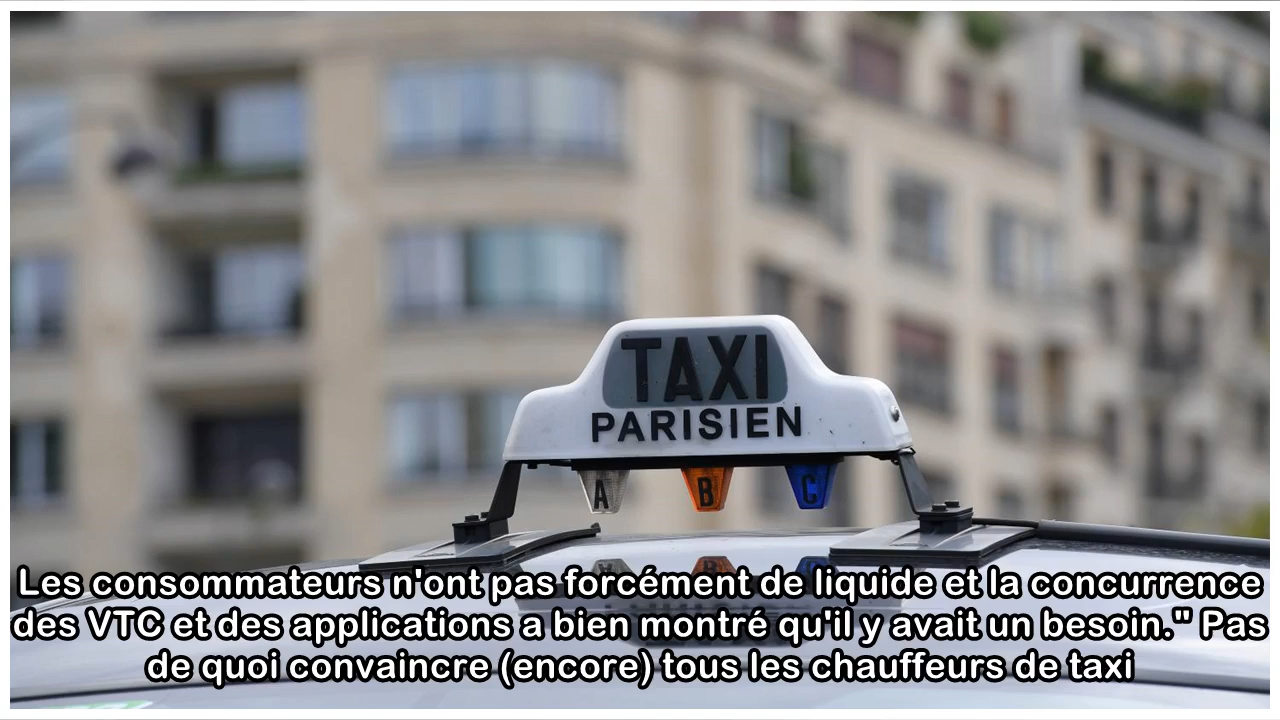 TAXI
PARISIEN
A B C
Les consommateurs n'ont pas forcément de liquide et la concurrence
des VTC et des applications a bien montré qu'il y avait un besoin." Pas
de quoi convaincre (encore) tous les chauffeurs de taxi